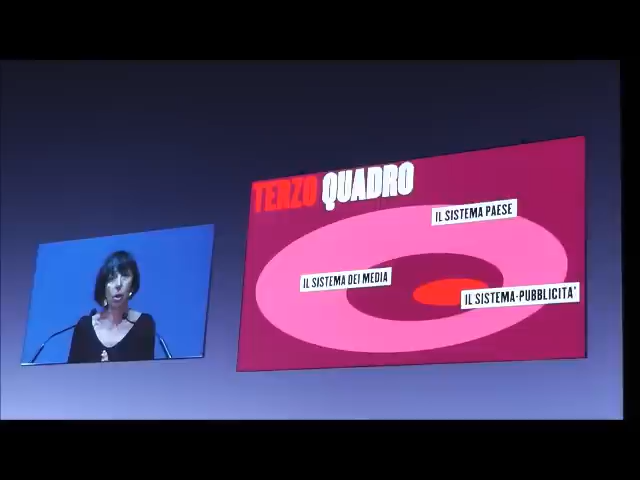 TERZO QUADRO
IL SISTEMA PAESE
IL SISTEMA DEI MEDIA
IL SISTEMA-PUBBLICITA'